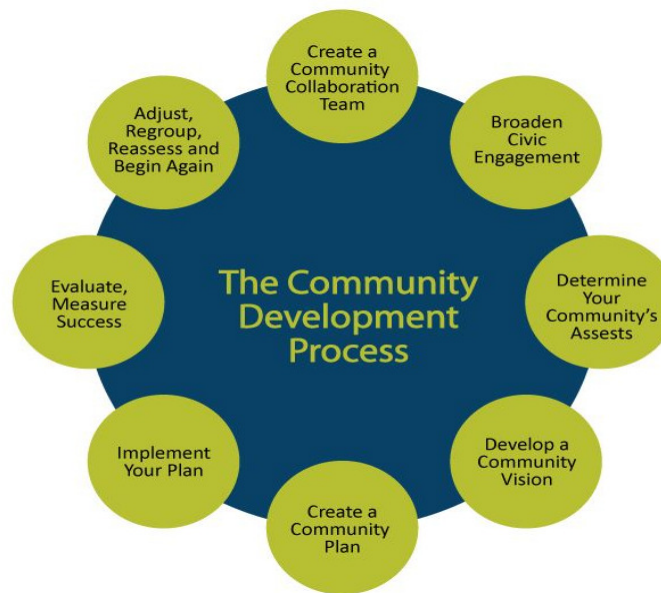 Create a
Community
Collaboration
Team
Broaden
Civic
Engagement
Determine
Your
Community's
Assests
Develop a
Community
Vision
Create a
Community
Plan
Implement
Your Plan
Evaluate,
Measure
Success
Adjust,
Regroup,
Reassess and
Begin Again
The Community
Development
Process